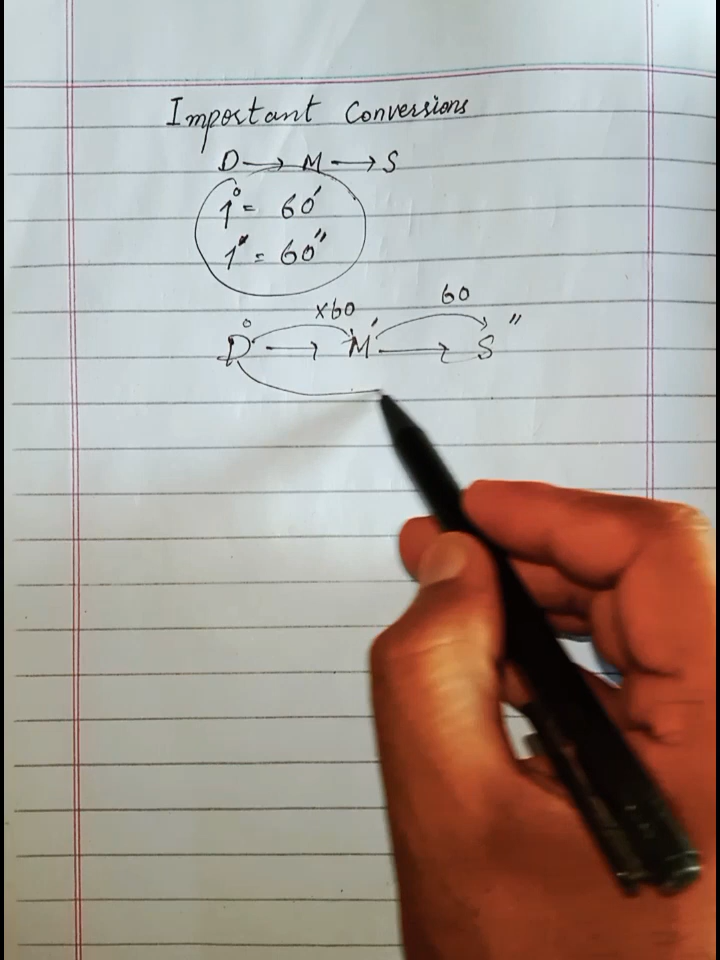 Important Conversions
D → M → S
1° = 60′
1′ = 60″
×60 60
D° → M′ → S″